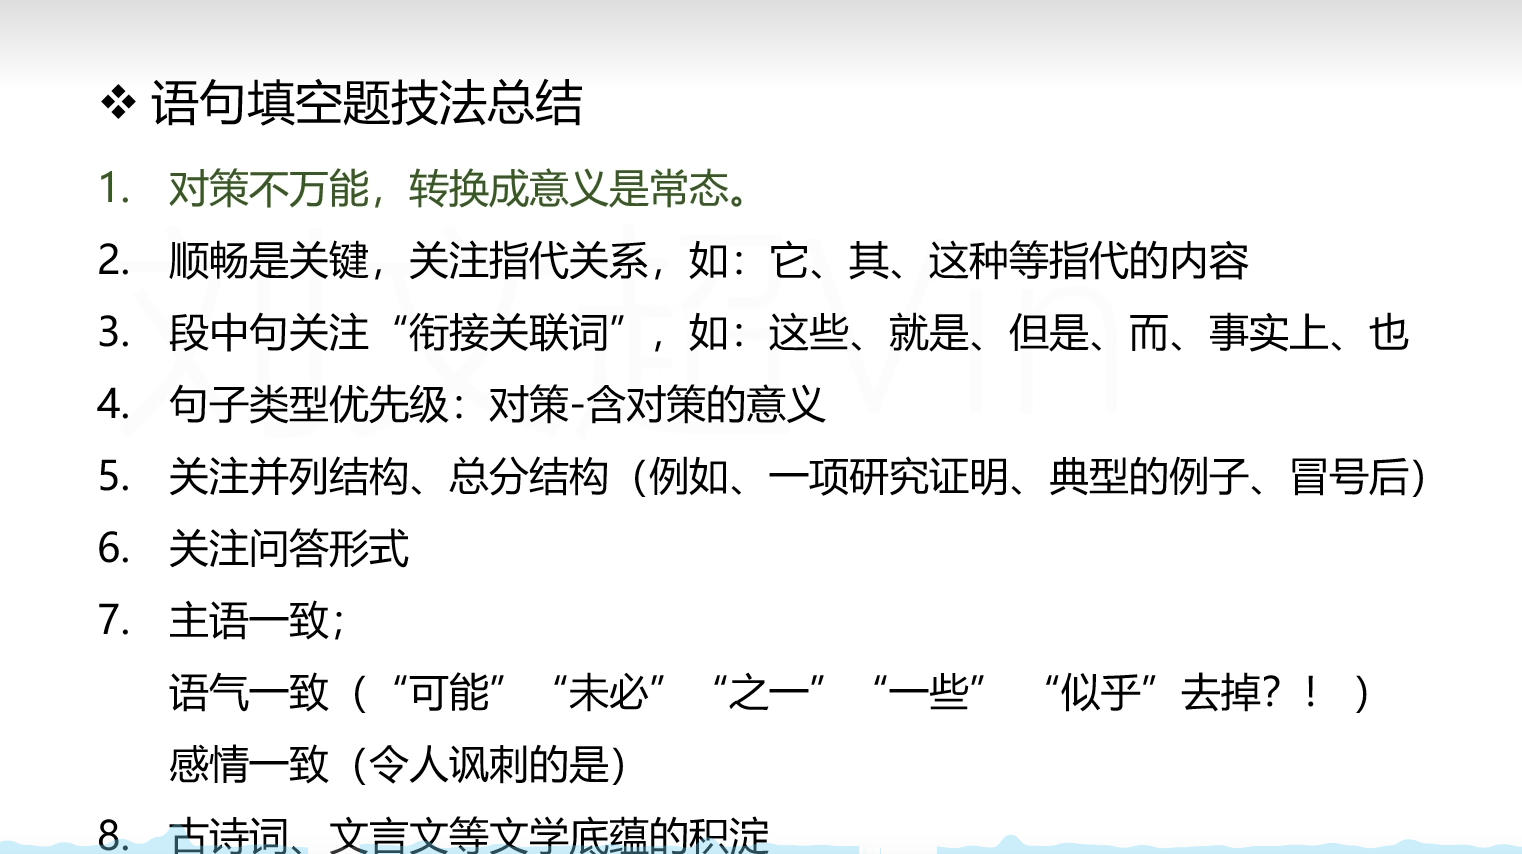 ❖ 语句填空题技法总结
1. 对策不万能，转换成意义是常态。
2. 顺畅是关键，关注指代关系，如：它、其、这种等指代的内容
3. 段中句关注“衔接关联词”，如：这些、就是、但是、而、事实上、也
4. 句子类型优先级：对策-含对策的意义
5. 关注并列结构、总分结构（例如、一项研究证明、典型的例子、冒号后）
6. 关注问答形式
7. 主语一致；
语气一致（“可能”“未必”“之一”“一些” “似乎”去掉？！ ）
感情一致（令人讽刺的是）
8. 古诗词、文言文等文学底蕴的积淀